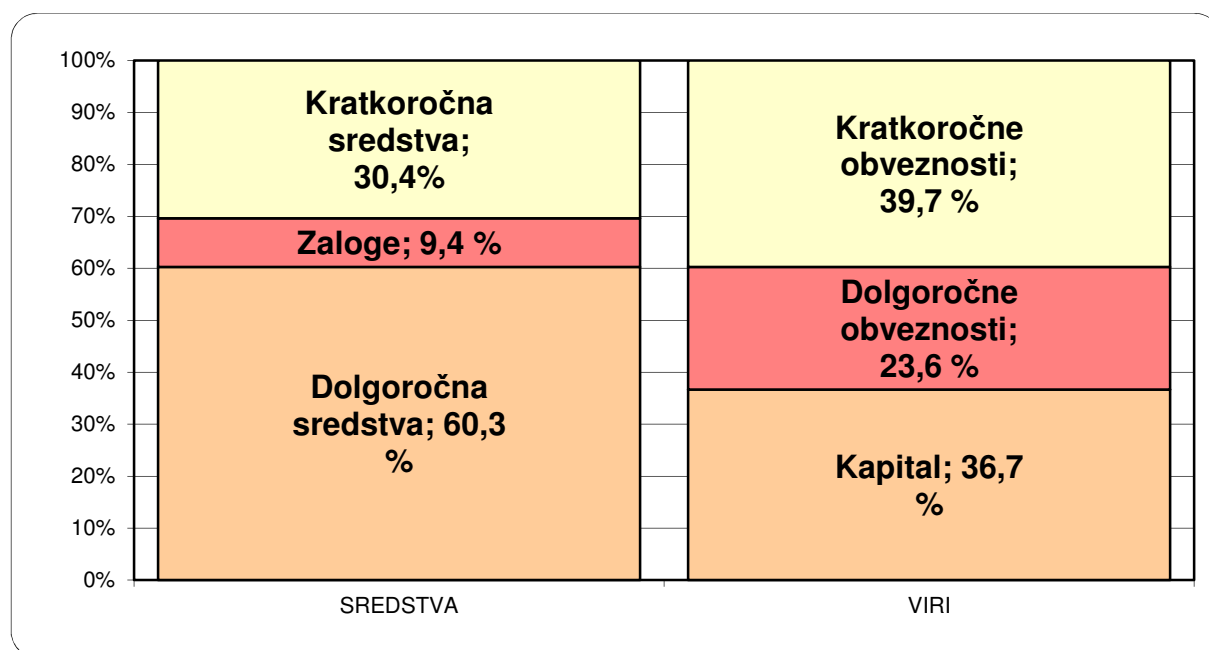 100%
90%
80%
70%
60%
50%
40%
30%
20%
10%
0%
Kratkoročna
sredstva;
30,4%
Zaloge; 9,4 %
Dolgoročna
sredstva; 60,3
%
Kratkoročne
obveznosti;
39,7 %
Dolgoročne
obveznosti;
23,6 %
Kapital; 36,7
%
SREDSTVA
VIRI